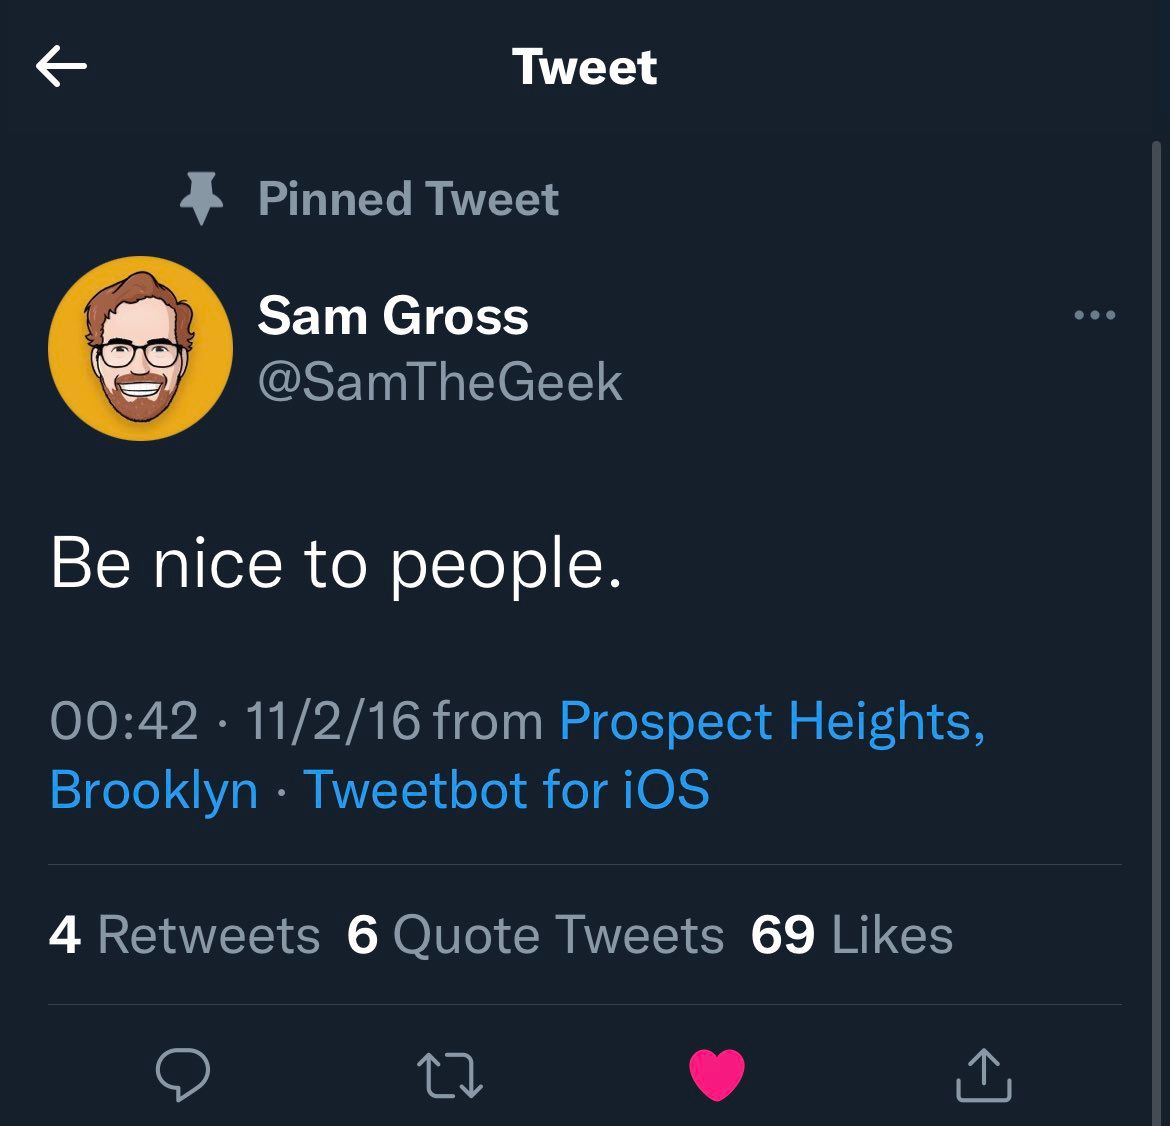 Tweet
Pinned Tweet
Sam Gross
@SamTheGeek
Be nice to people.
00:42 · 11/2/16 from Prospect Heights,
Brooklyn · Tweetbot for iOS
4 Retweets 6 Quote Tweets 69 Likes